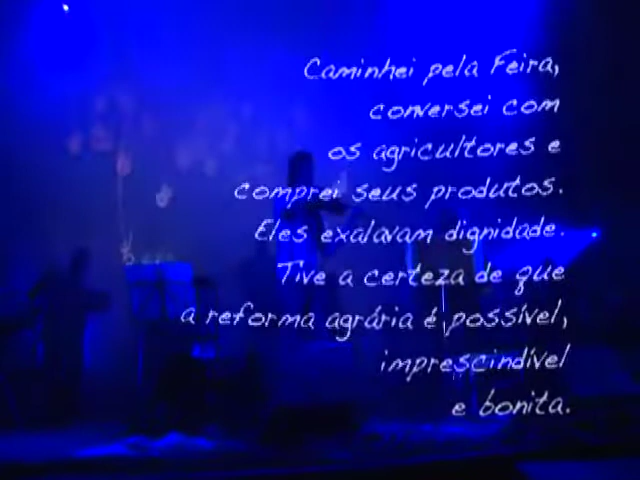 Caminhei pela Feira,
conversei com
os agricultores e
comprei seus produtos.
Eles exalavam dignidade.
Tive a certeza de que
a reforma agrária é possível,
imprescindível
e bonita.